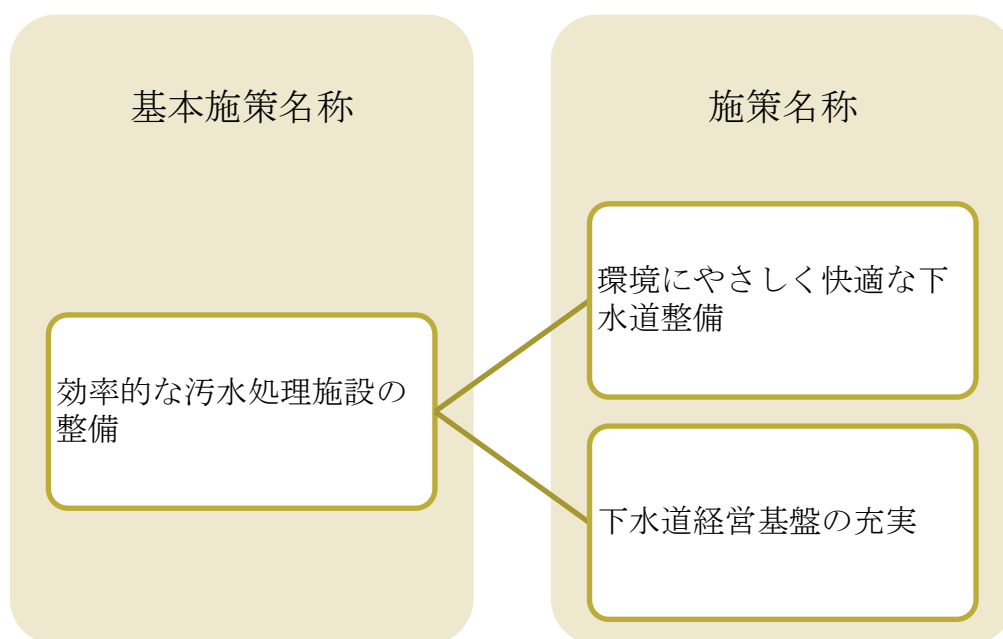 基本施策名称
施策名称
効率的な汚水処理施設の
整備
環境にやさしく快適な下
水道整備
下水道経営基盤の充実